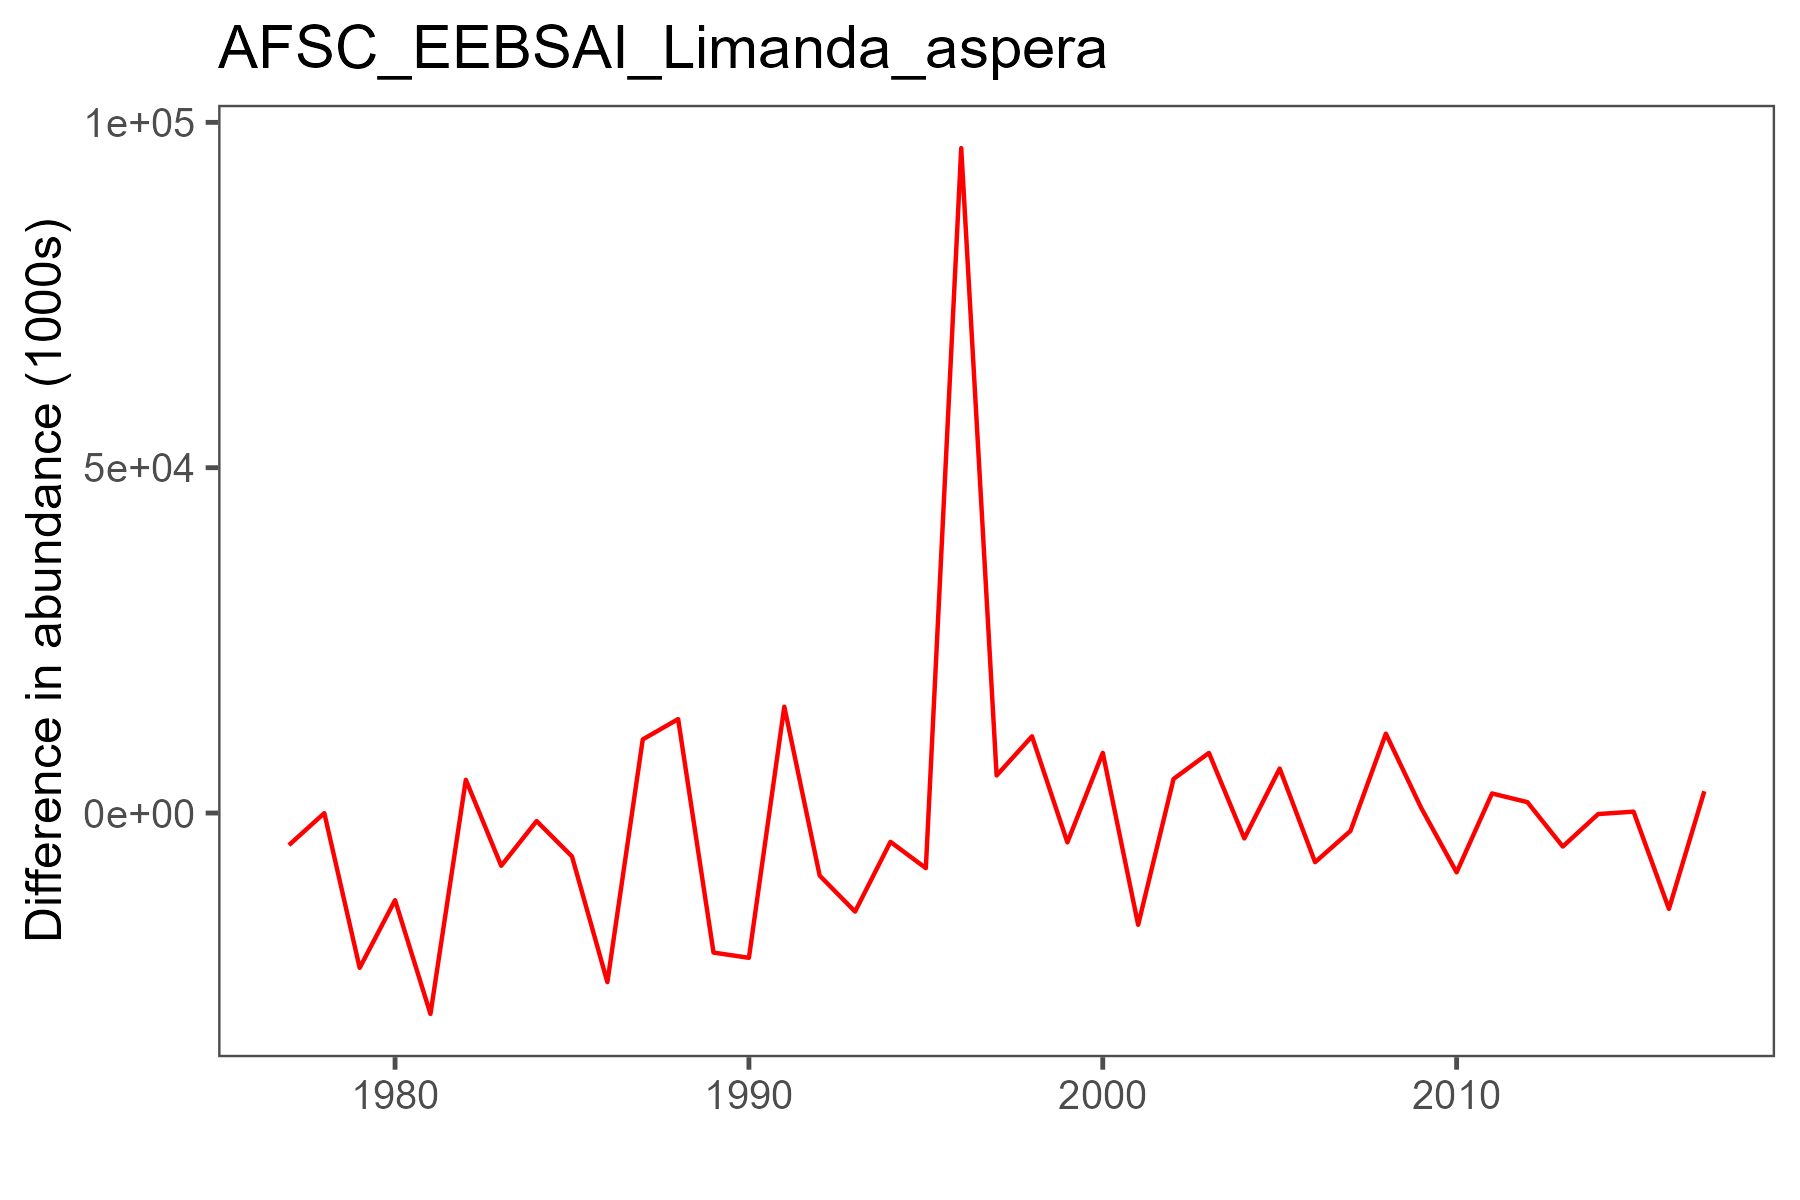 AFSC_EEBSAI_Limanda_aspera
Difference in abundance (1000s)
1e+05
5e+04
0e+00
1980 1990 2000 2010